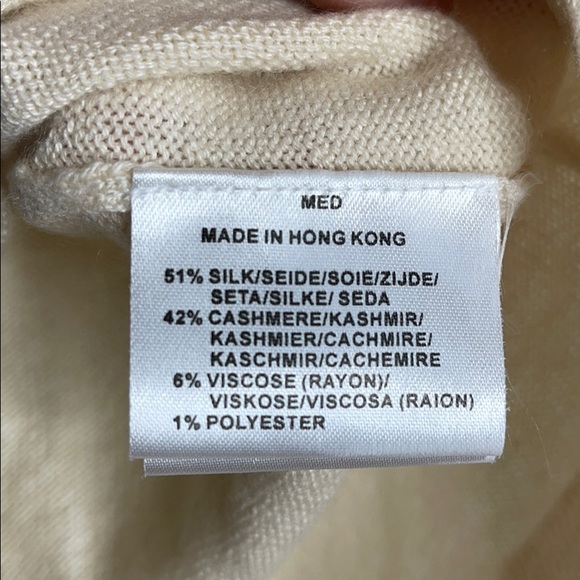 MED
MADE IN HONG KONG
51% SILK/SEIDE/SOIE/ZIJDE/
SETA/SILKE/ SEDA
42% CASHMERE/KASHMIR/
KASHMIER/CACHMIRE/
KASCHMIR/CACHEMIRE
6% VISCOSE (RAYON)/
VISKOSE/VISCOSA (RAION)
1% POLYESTER